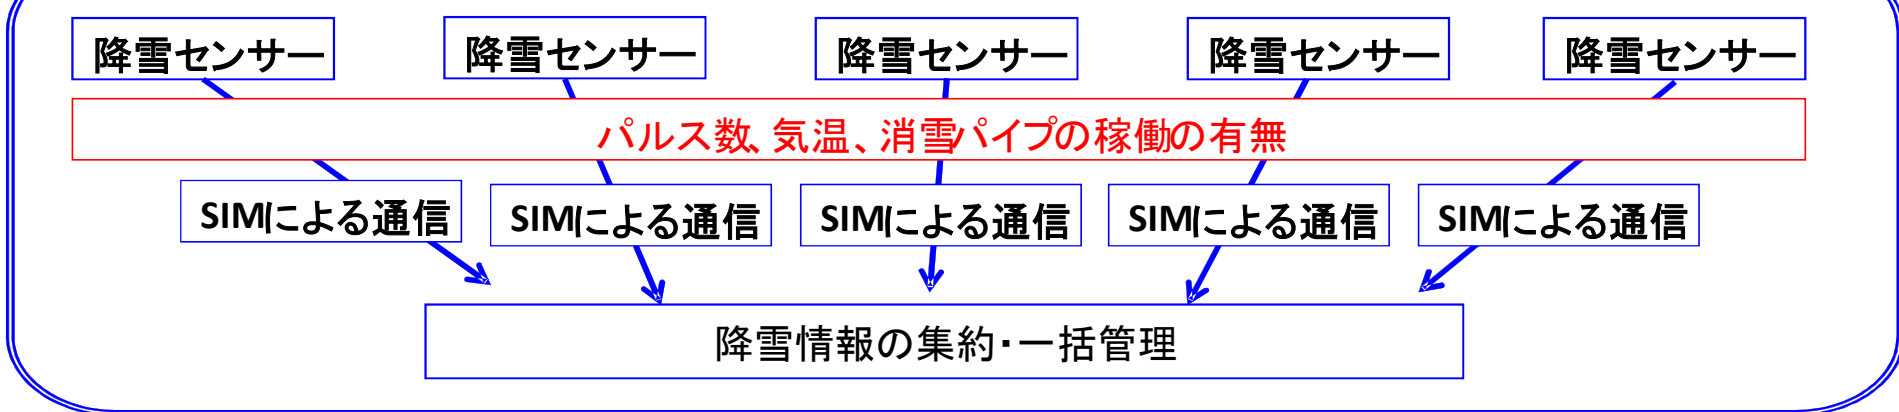 降雪センサー
降雪センサー
降雪センサー
降雪センサー
降雪センサー
パルス数、気温、消雪パイプの稼働の有無
SIMによる通信
SIMによる通信
SIMによる通信
SIMによる通信
SIMによる通信
降雪情報の集約・一括管理